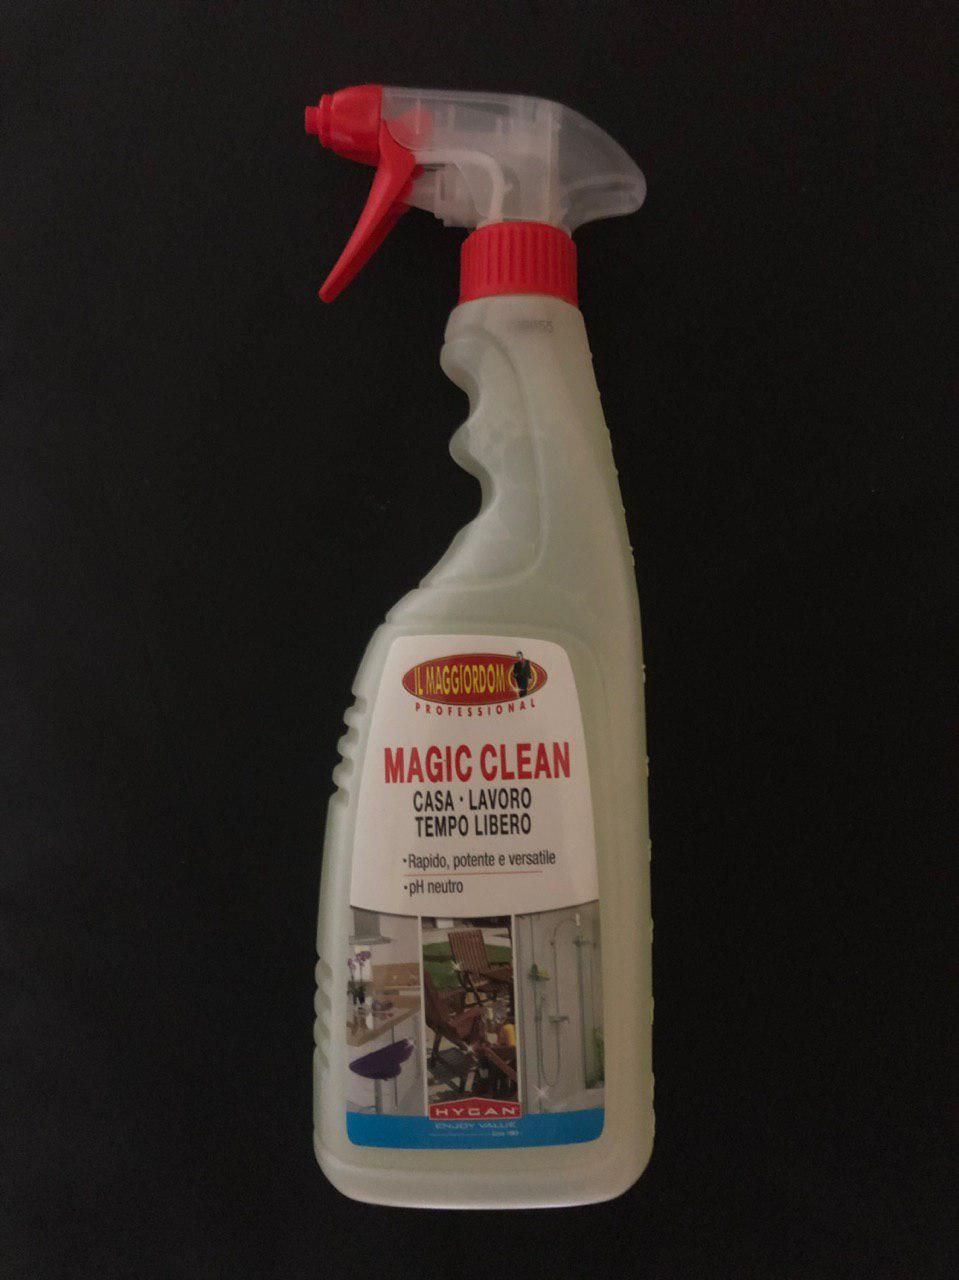 IL MAGGIORDOMO
PROFESSIONAL
MAGIC CLEAN
CASA · LAVORO
TEMPO LIBERO
•Rapido, potente e versatile
•pH neutro
HYGAN
ENJOY VALUE